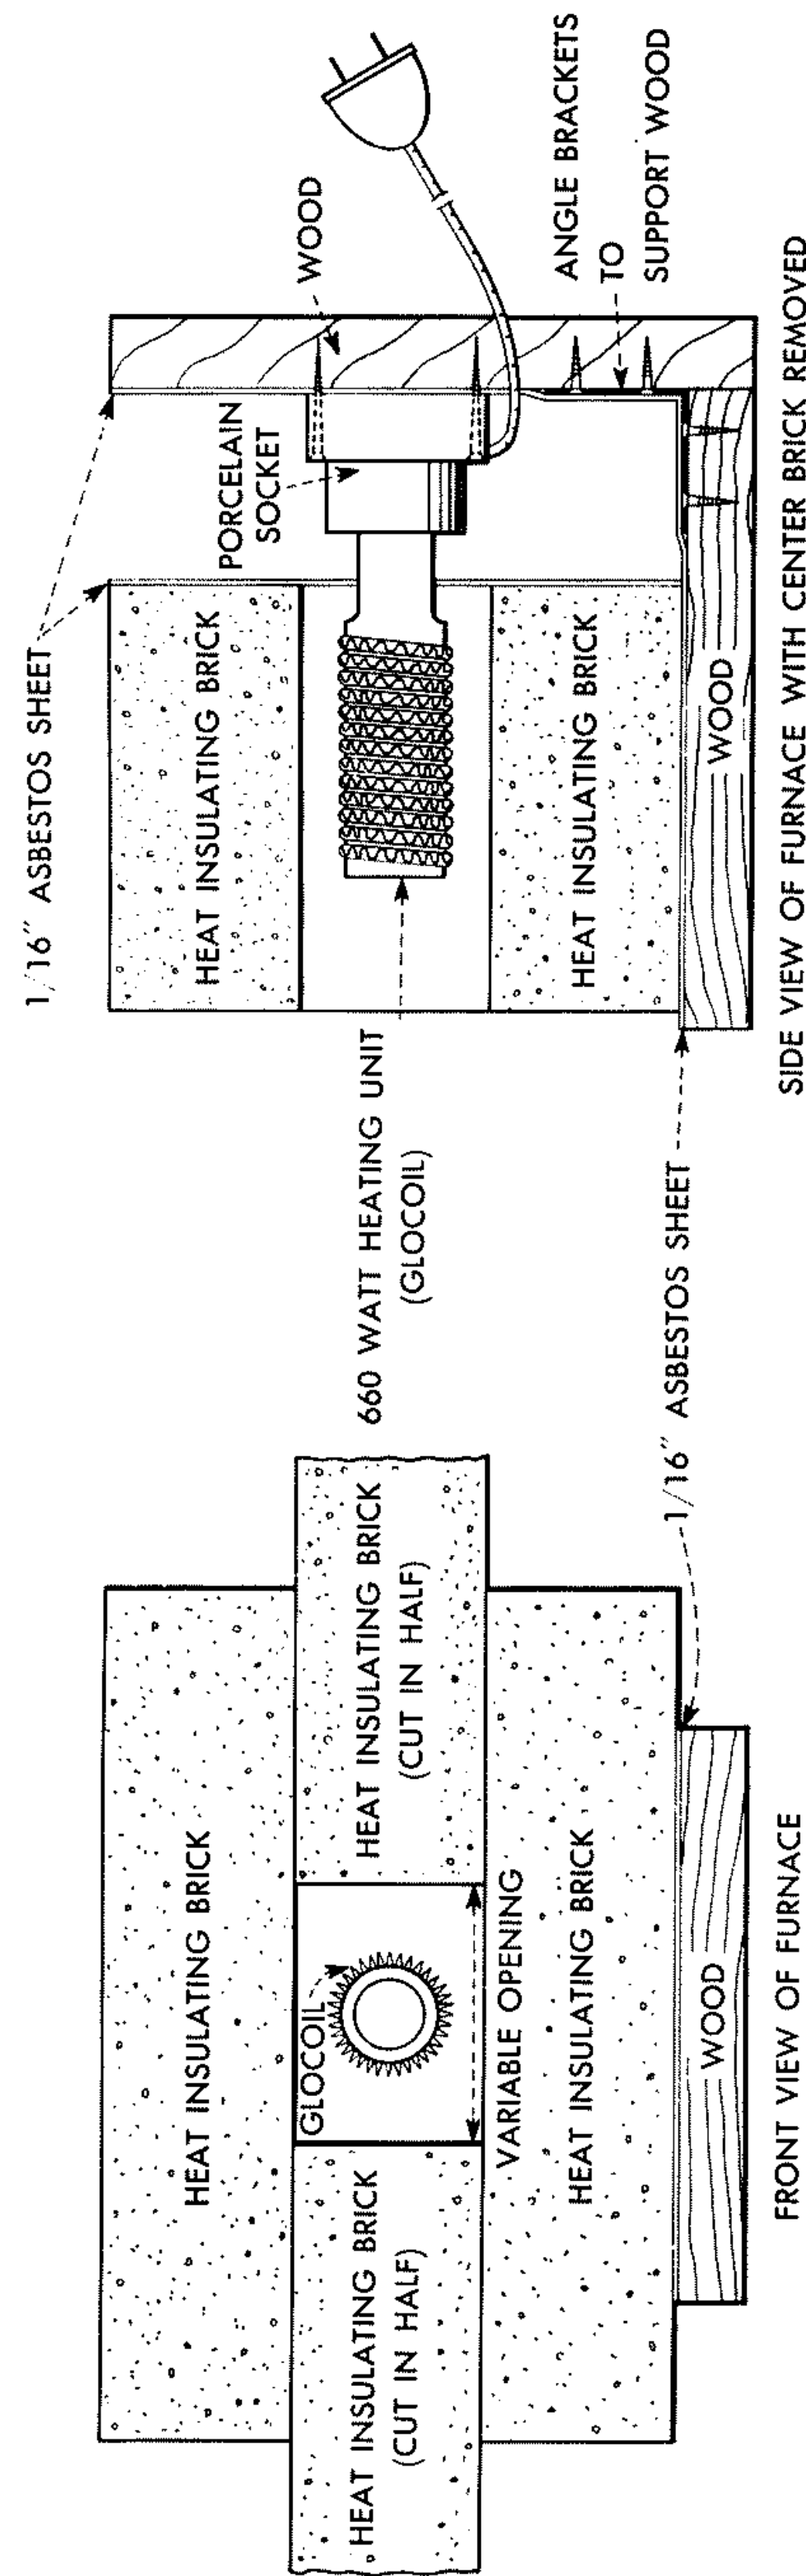 HEAT INSULATING BRICK
HEAT INSULATING BRICK
(CUT IN HALF)
GLOCOIL
HEAT INSULATING BRICK
(CUT IN HALF)
VARIABLE OPENING
HEAT INSULATING BRICK
WOOD
FRONT VIEW OF FURNACE
1/16" ASBESTOS SHEET
660 WATT HEATING UNIT
(GLOCOIL)
1/16" ASBESTOS SHEET
HEAT INSULATING BRICK
PORCELAIN
SOCKET
WOOD
HEAT INSULATING BRICK
ANGLE BRACKETS
TO
SUPPORT WOOD
WOOD
SIDE VIEW OF FURNACE WITH CENTER BRICK REMOVED